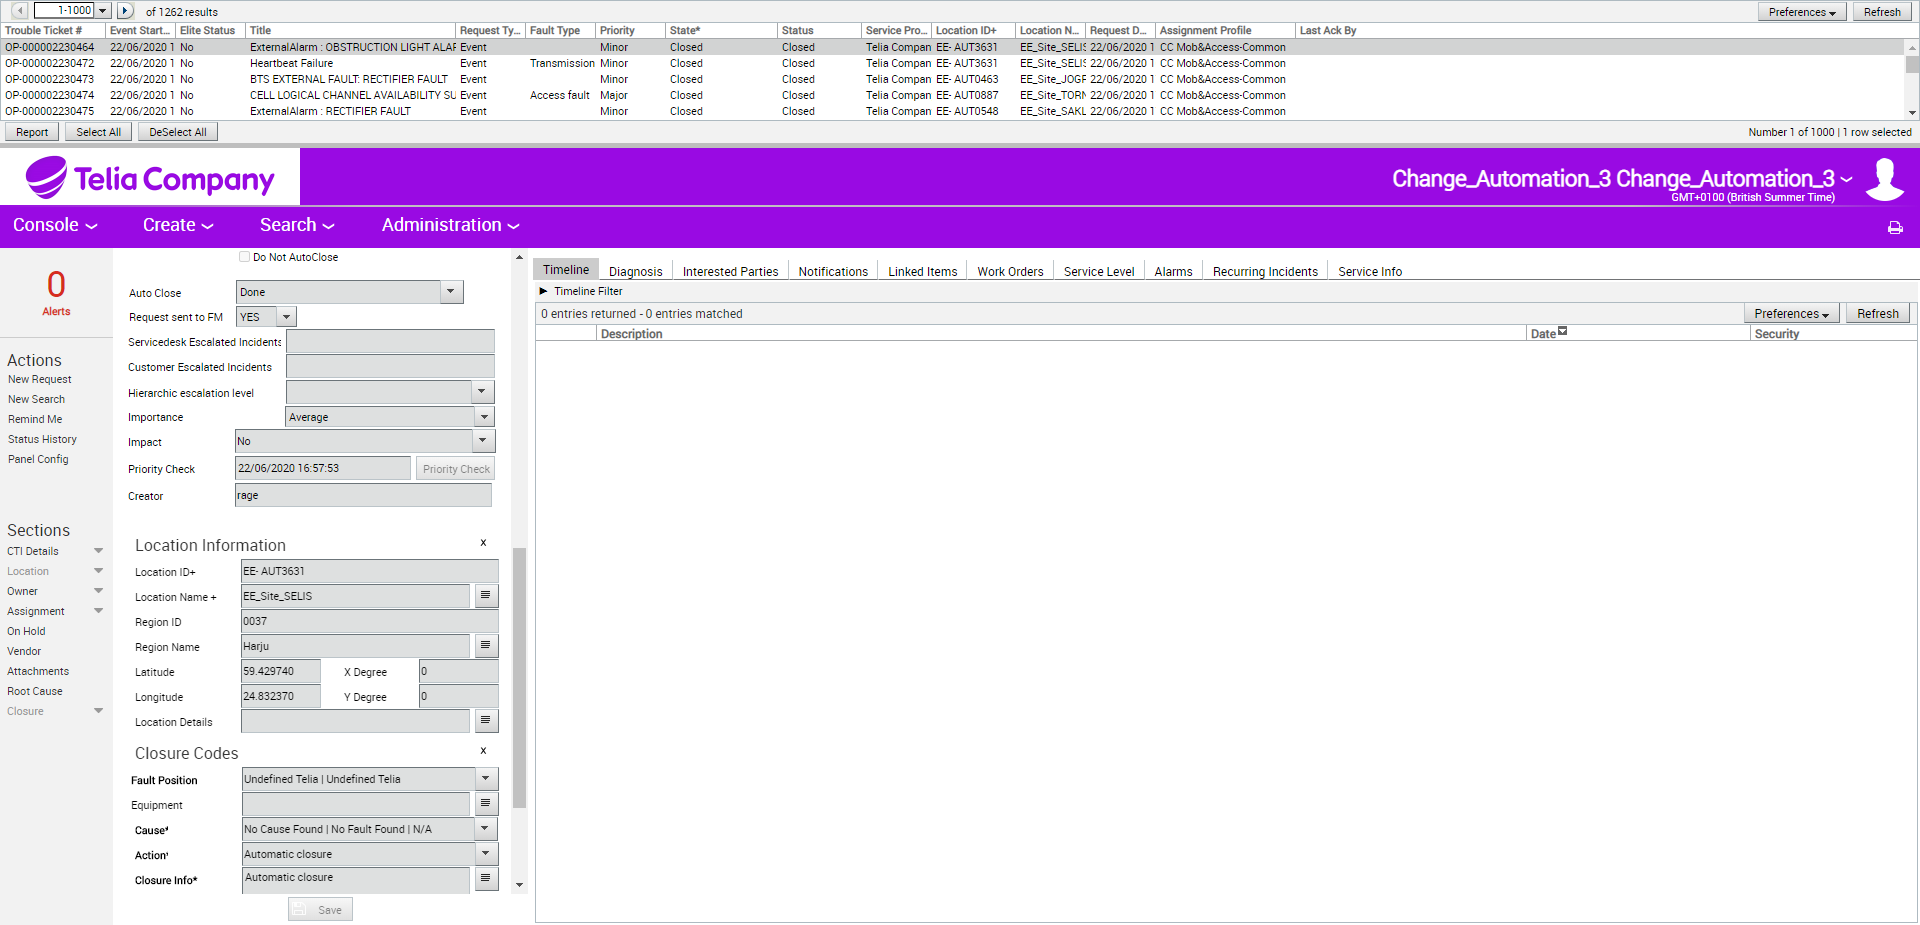 1-1000 of 1262 results Preferences Refresh
Trouble Ticket # Event Start... Elite Status Title Request Ty... Fault Type Priority State* Status Service Pro... Location ID+ Location N... Request D... Assignment Profile Last Ack By
OP-000002230464 22/06/2020 1 No ExternalAlarm : OBSTRUCTION LIGHT ALAR Event Minor Closed Closed Telia Compan EE- AUT3631 EE_Site_SELIS 22/06/2020 1 CC Mob&Access-Common
OP-000002230472 22/06/2020 1 No Heartbeat Failure Event Transmission Minor Closed Closed Telia Compan EE- AUT3631 EE_Site_SELIS 22/06/2020 1 CC Mob&Access-Common
OP-000002230473 22/06/2020 1 No BTS EXTERNAL FAULT: RECTIFIER FAULT Event Minor Closed Closed Telia Compan EE- AUT0463 EE_Site_JOGF 22/06/2020 1 CC Mob&Access-Common
OP-000002230474 22/06/2020 1 No CELL LOGICAL CHANNEL AVAILABILITY SU Event Access fault Major Closed Closed Telia Compan EE- AUT0887 EE_Site_TORN 22/06/2020 1 CC Mob&Access-Common
OP-000002230475 22/06/2020 1 No ExternalAlarm : RECTIFIER FAULT Event Minor Closed Closed Telia Compan EE- AUT0548 EE_Site_SAKL 22/06/2020 1 CC Mob&Access-Common
Report Select All DeSelect All Number 1 of 1000 | 1 row selected
Telia Company
Change_Automation_3 Change_Automation_3
GMT+0100 (British Summer Time)
Console Create Search Administration
0
Alerts
Actions
New Request
New Search
Remind Me
Status History
Panel Config
Sections
CTI Details
Location
Owner
Assignment
On Hold
Vendor
Attachments
Root Cause
Closure
Do Not AutoClose
Auto Close Done
Request sent to FM YES
Servicedesk Escalated Incidents
Customer Escalated Incidents
Hierarchic escalation level
Importance Average
Impact No
Priority Check 22/06/2020 16:57:53 Priority Check
Creator rage
Location Information x
Location ID+ EE- AUT3631
Location Name + EE_Site_SELIS
Region ID 0037
Region Name Harju
Latitude 59.429740 X Degree 0
Longitude 24.832370 Y Degree 0
Location Details
Closure Codes x
Fault Position Undefined Telia | Undefined Telia
Equipment
Cause* No Cause Found | No Fault Found | N/A
Action* Automatic closure
Closure Info* Automatic closure
Save
Timeline Diagnosis Interested Parties Notifications Linked Items Work Orders Service Level Alarms Recurring Incidents Service Info
Timeline Filter
0 entries returned - 0 entries matched Preferences Refresh
Description Date Security